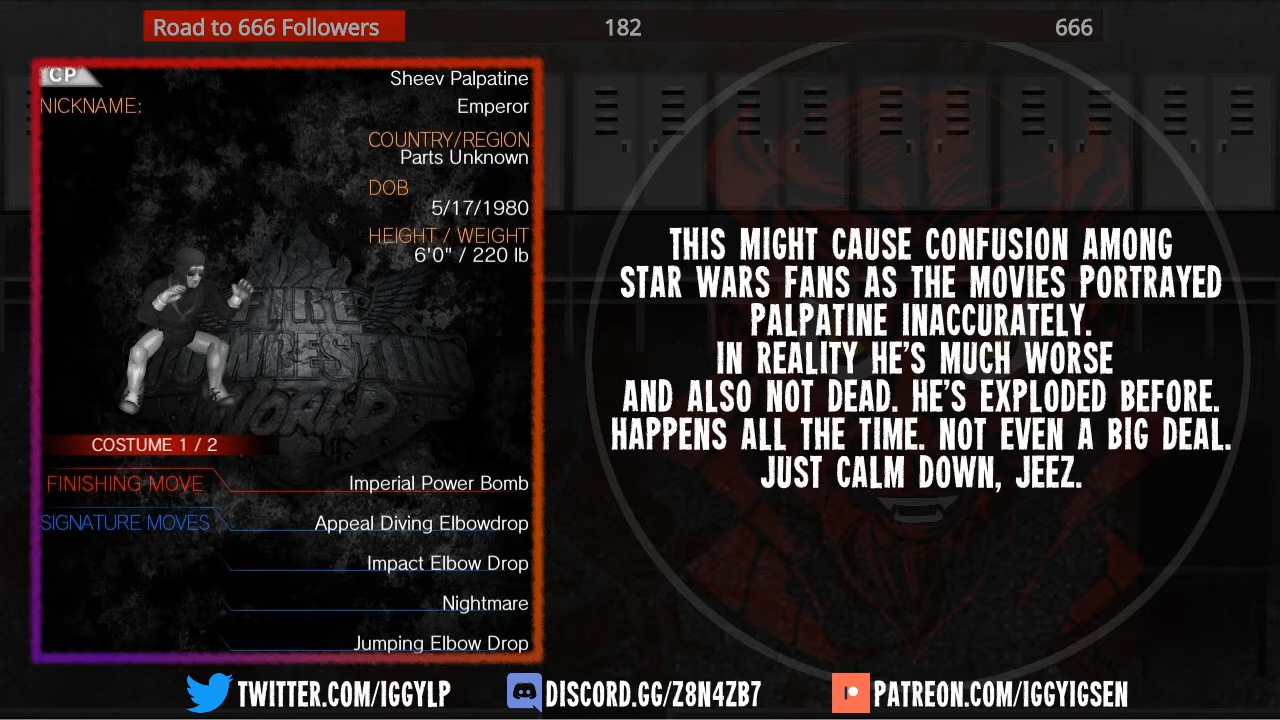 Road to 666 Followers
182
666
CP
Sheev Palpatine
NICKNAME:
Emperor
COUNTRY/REGION
Parts Unknown
DOB
5/17/1980
HEIGHT / WEIGHT
6'0" / 220 lb
FIRE
PRO WRESTLING
WORLD
COSTUME 1 / 2
FINISHING MOVE
Imperial Power Bomb
SIGNATURE MOVES
Appeal Diving Elbowdrop
Impact Elbow Drop
Nightmare
Jumping Elbow Drop
THIS MIGHT CAUSE CONFUSION AMONG
STAR WARS FANS AS THE MOVIES PORTRAYED
PALPATINE INACCURATELY.
IN REALITY HE'S MUCH WORSE
AND ALSO NOT DEAD. HE'S EXPLODED BEFORE.
HAPPENS ALL THE TIME. NOT EVEN A BIG DEAL.
JUST CALM DOWN, JEEZ.
TWITTER.COM/IGGYLP
DISCORD.GG/Z8N4ZB7
PATREON.COM/IGGYIGSEN